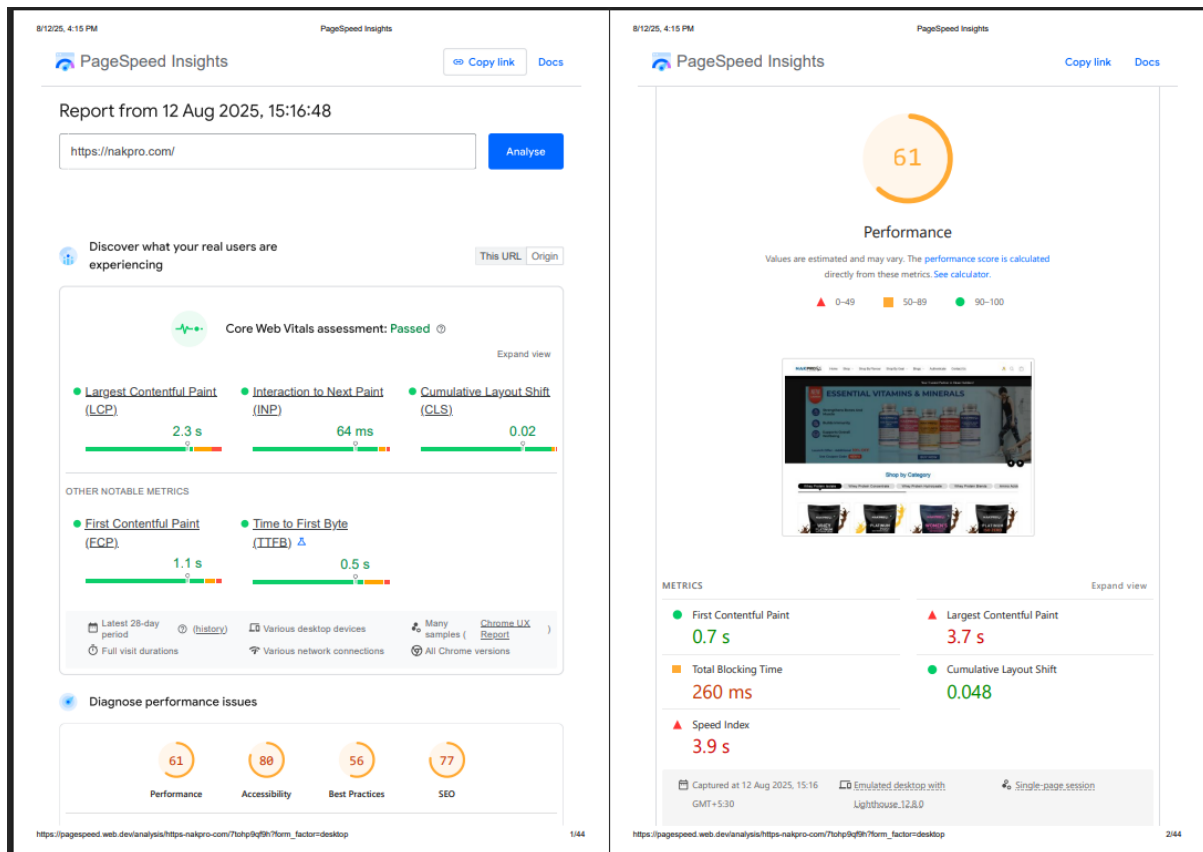 8/12/25, 4:15 PM
PageSpeed Insights
PageSpeed Insights
Copy link
Docs
Report from 12 Aug 2025, 15:16:48
https://nakpro.com/
Analyse
Discover what your real users are
experiencing
This URL
Origin
Core Web Vitals assessment: Passed
Expand view
Largest Contentful Paint
(LCP)
2.3 s
Interaction to Next Paint
(INP)
64 ms
Cumulative Layout Shift
(CLS)
0.02
OTHER NOTABLE METRICS
First Contentful Paint
(FCP)
1.1 s
Time to First Byte
(TTFB)
0.5 s
Latest 28-day
period
(history)
Various desktop devices
Many
samples (
Chrome UX
Report
)
Full visit durations
Various network connections
All Chrome versions
Diagnose performance issues
61
Performance
80
Accessibility
56
Best Practices
77
SEO
https://pagespeed.web.dev/analysis/https-nakpro-com/7tohp9qf9h?form_factor=desktop
1/44
8/12/25, 4:15 PM
PageSpeed Insights
PageSpeed Insights
Copy link
Docs
61
Performance
Values are estimated and may vary. The performance score is calculated
directly from these metrics. See calculator.
0–49
50–89
90–100
ESSENTIAL VITAMINS & MINERALS
Shop by Category
METRICS
Expand view
First Contentful Paint
0.7 s
Largest Contentful Paint
3.7 s
Total Blocking Time
260 ms
Cumulative Layout Shift
0.048
Speed Index
3.9 s
Captured at 12 Aug 2025, 15:16
GMT+5:30
Emulated desktop with
Lighthouse 12.8.0
Single-page session
https://pagespeed.web.dev/analysis/https-nakpro-com/7tohp9qf9h?form_factor=desktop
2/44